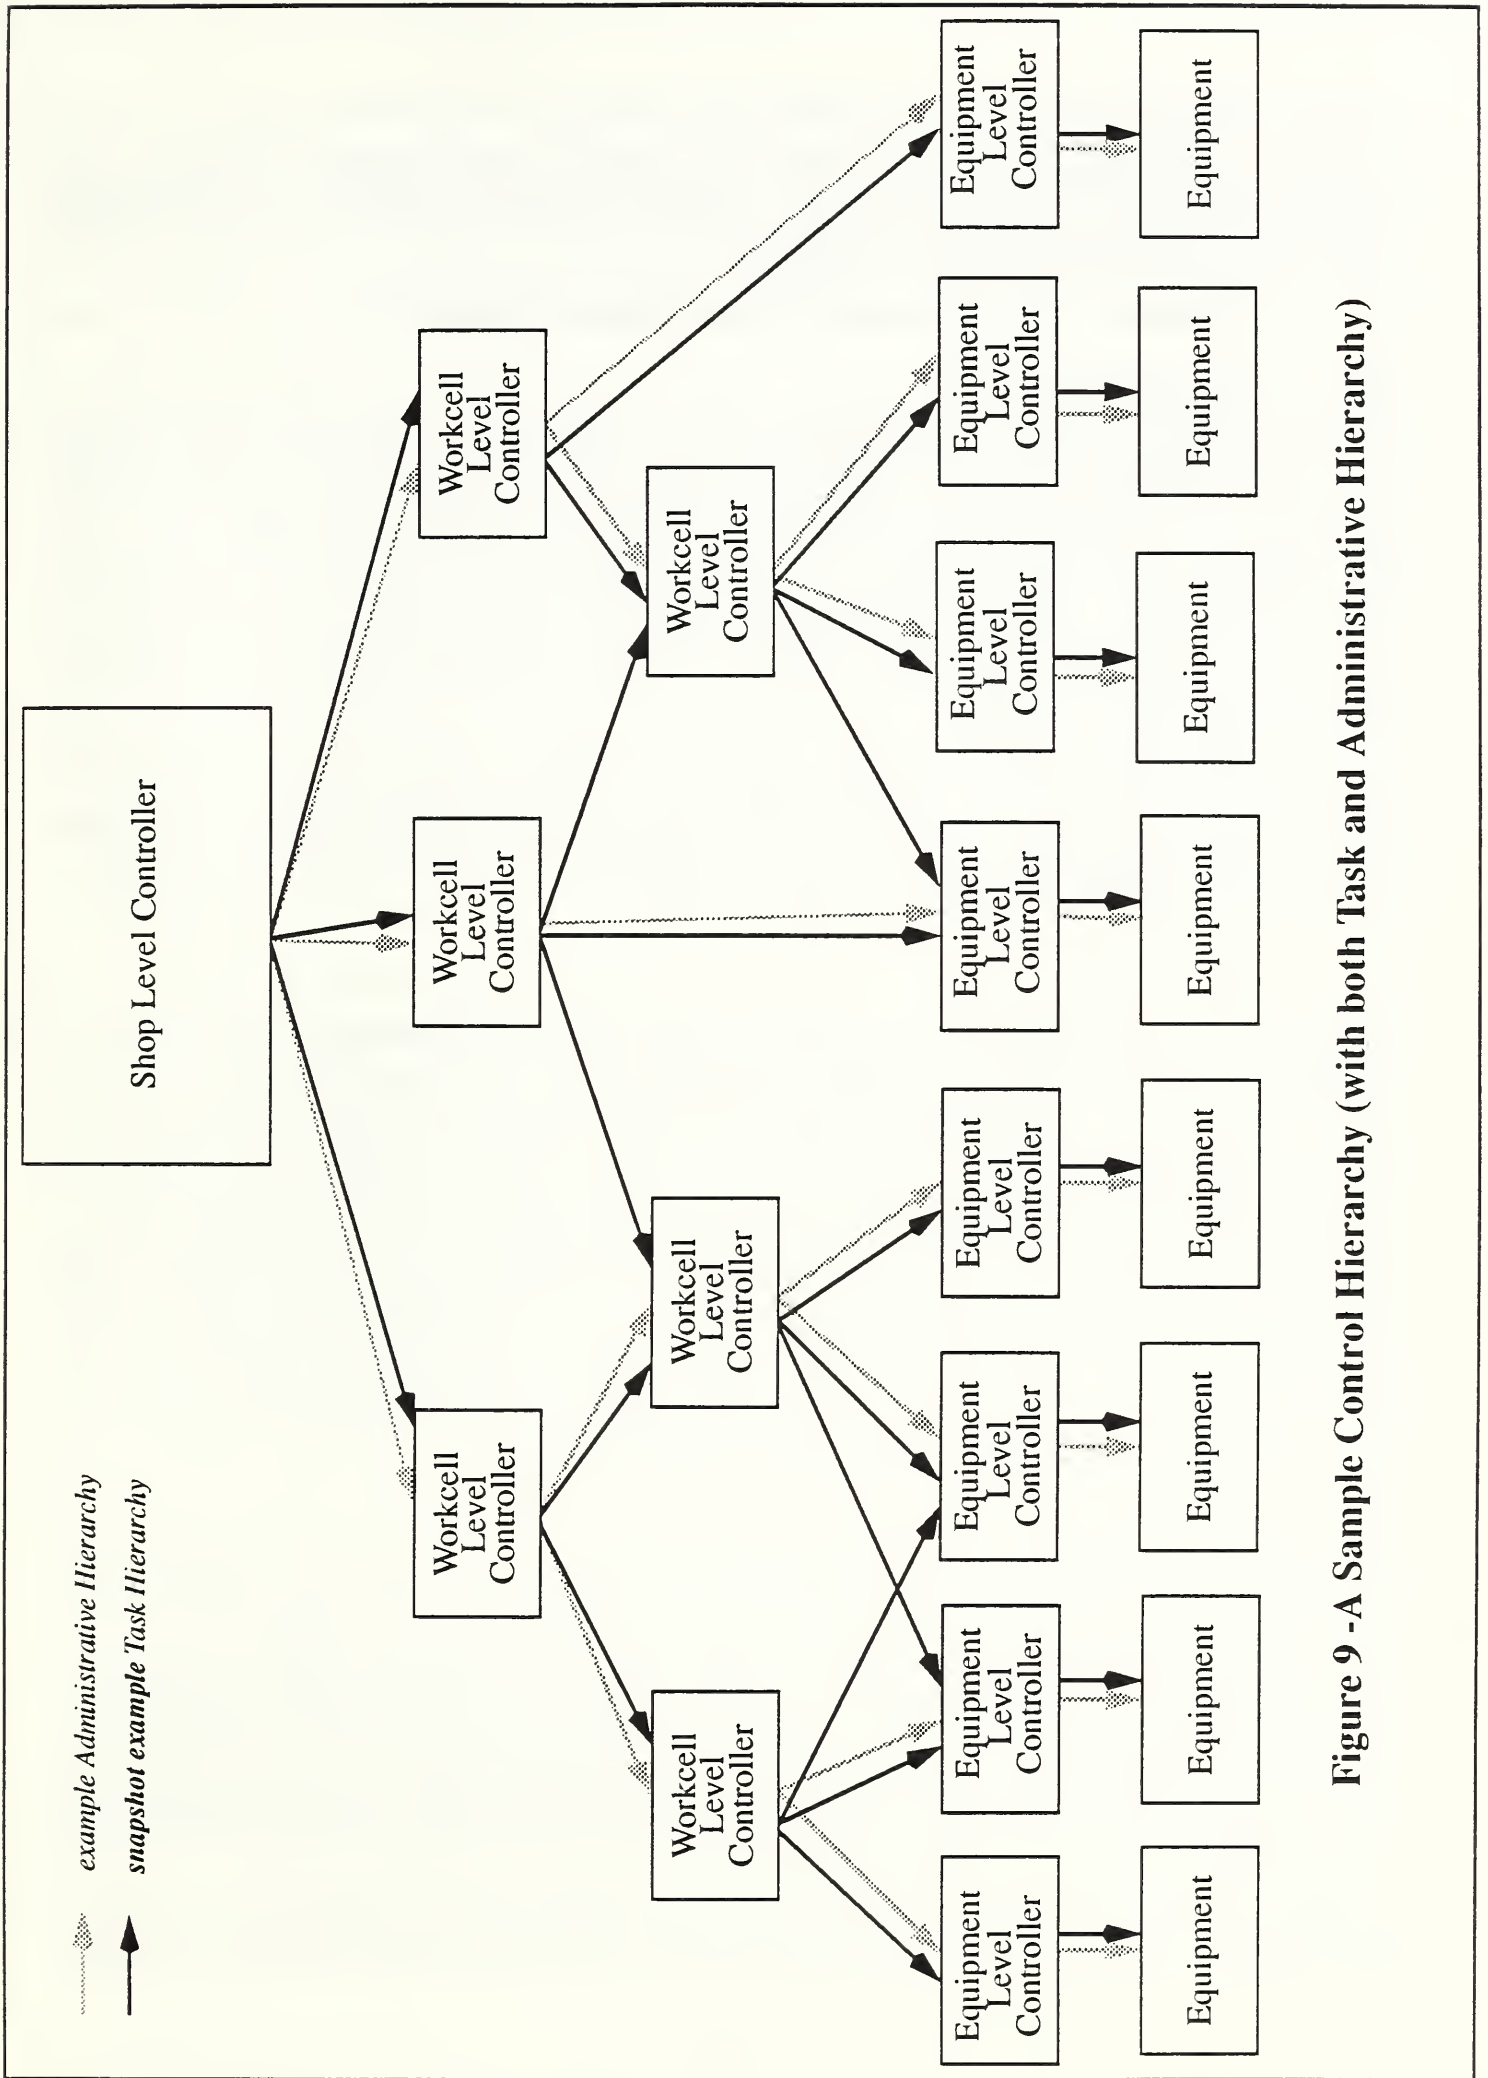 example Administrative Hierarchy
snapshot example Task Hierarchy
Shop Level Controller
Workcell
Level
Controller
Workcell
Level
Controller
Workcell
Level
Controller
Workcell
Level
Controller
Workcell
Level
Controller
Workcell
Level
Controller
Equipment
Level
Controller
Equipment
Level
Controller
Equipment
Level
Controller
Equipment
Level
Controller
Equipment
Level
Controller
Equipment
Level
Controller
Equipment
Level
Controller
Equipment
Level
Controller
Equipment
Equipment
Equipment
Equipment
Equipment
Equipment
Equipment
Equipment
Figure 9 -A Sample Control Hierarchy (with both Task and Administrative Hierarchy)